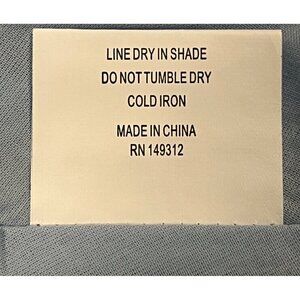 LINE DRY IN SHADE
DO NOT TUMBLE DRY
COLD IRON
MADE IN CHINA
RN 149312